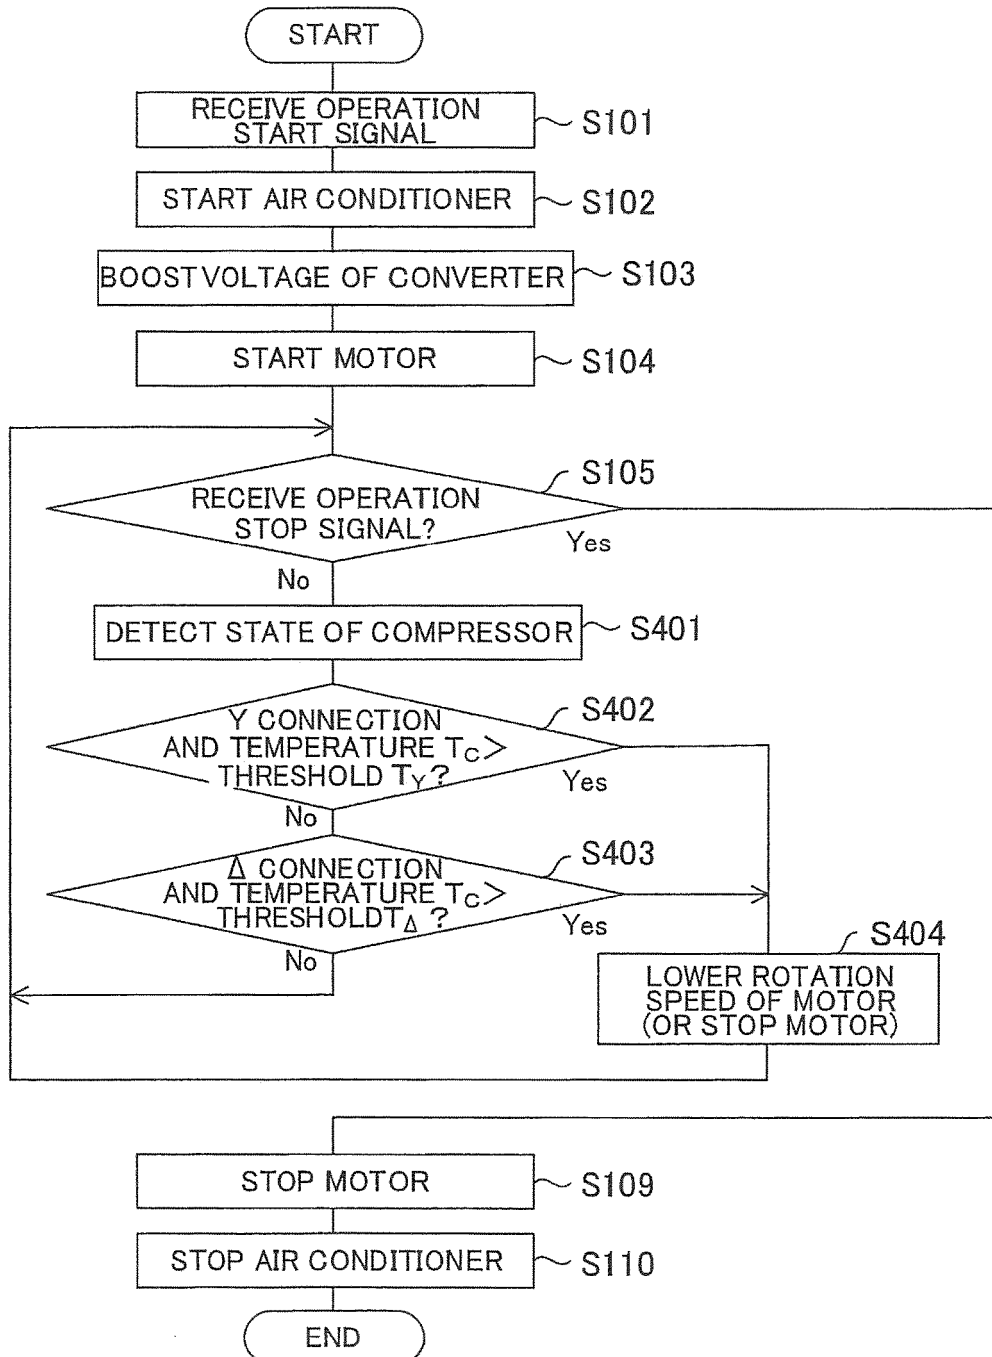 START
RECEIVE OPERATION
START SIGNAL
S101
START AIR CONDITIONER
S102
BOOST VOLTAGE OF CONVERTER
S103
START MOTOR
S104
S105
RECEIVE OPERATION
STOP SIGNAL?
Yes
No
DETECT STATE OF COMPRESSOR
S401
S402
Y CONNECTION
AND TEMPERATURE TC>
THRESHOLD TY?
Yes
No
S403
Δ CONNECTION
AND TEMPERATURE TC>
THRESHOLDTΔ ?
Yes
No
S404
LOWER ROTATION
SPEED OF MOTOR
(OR STOP MOTOR)
STOP MOTOR
S109
STOP AIR CONDITIONER
S110
END